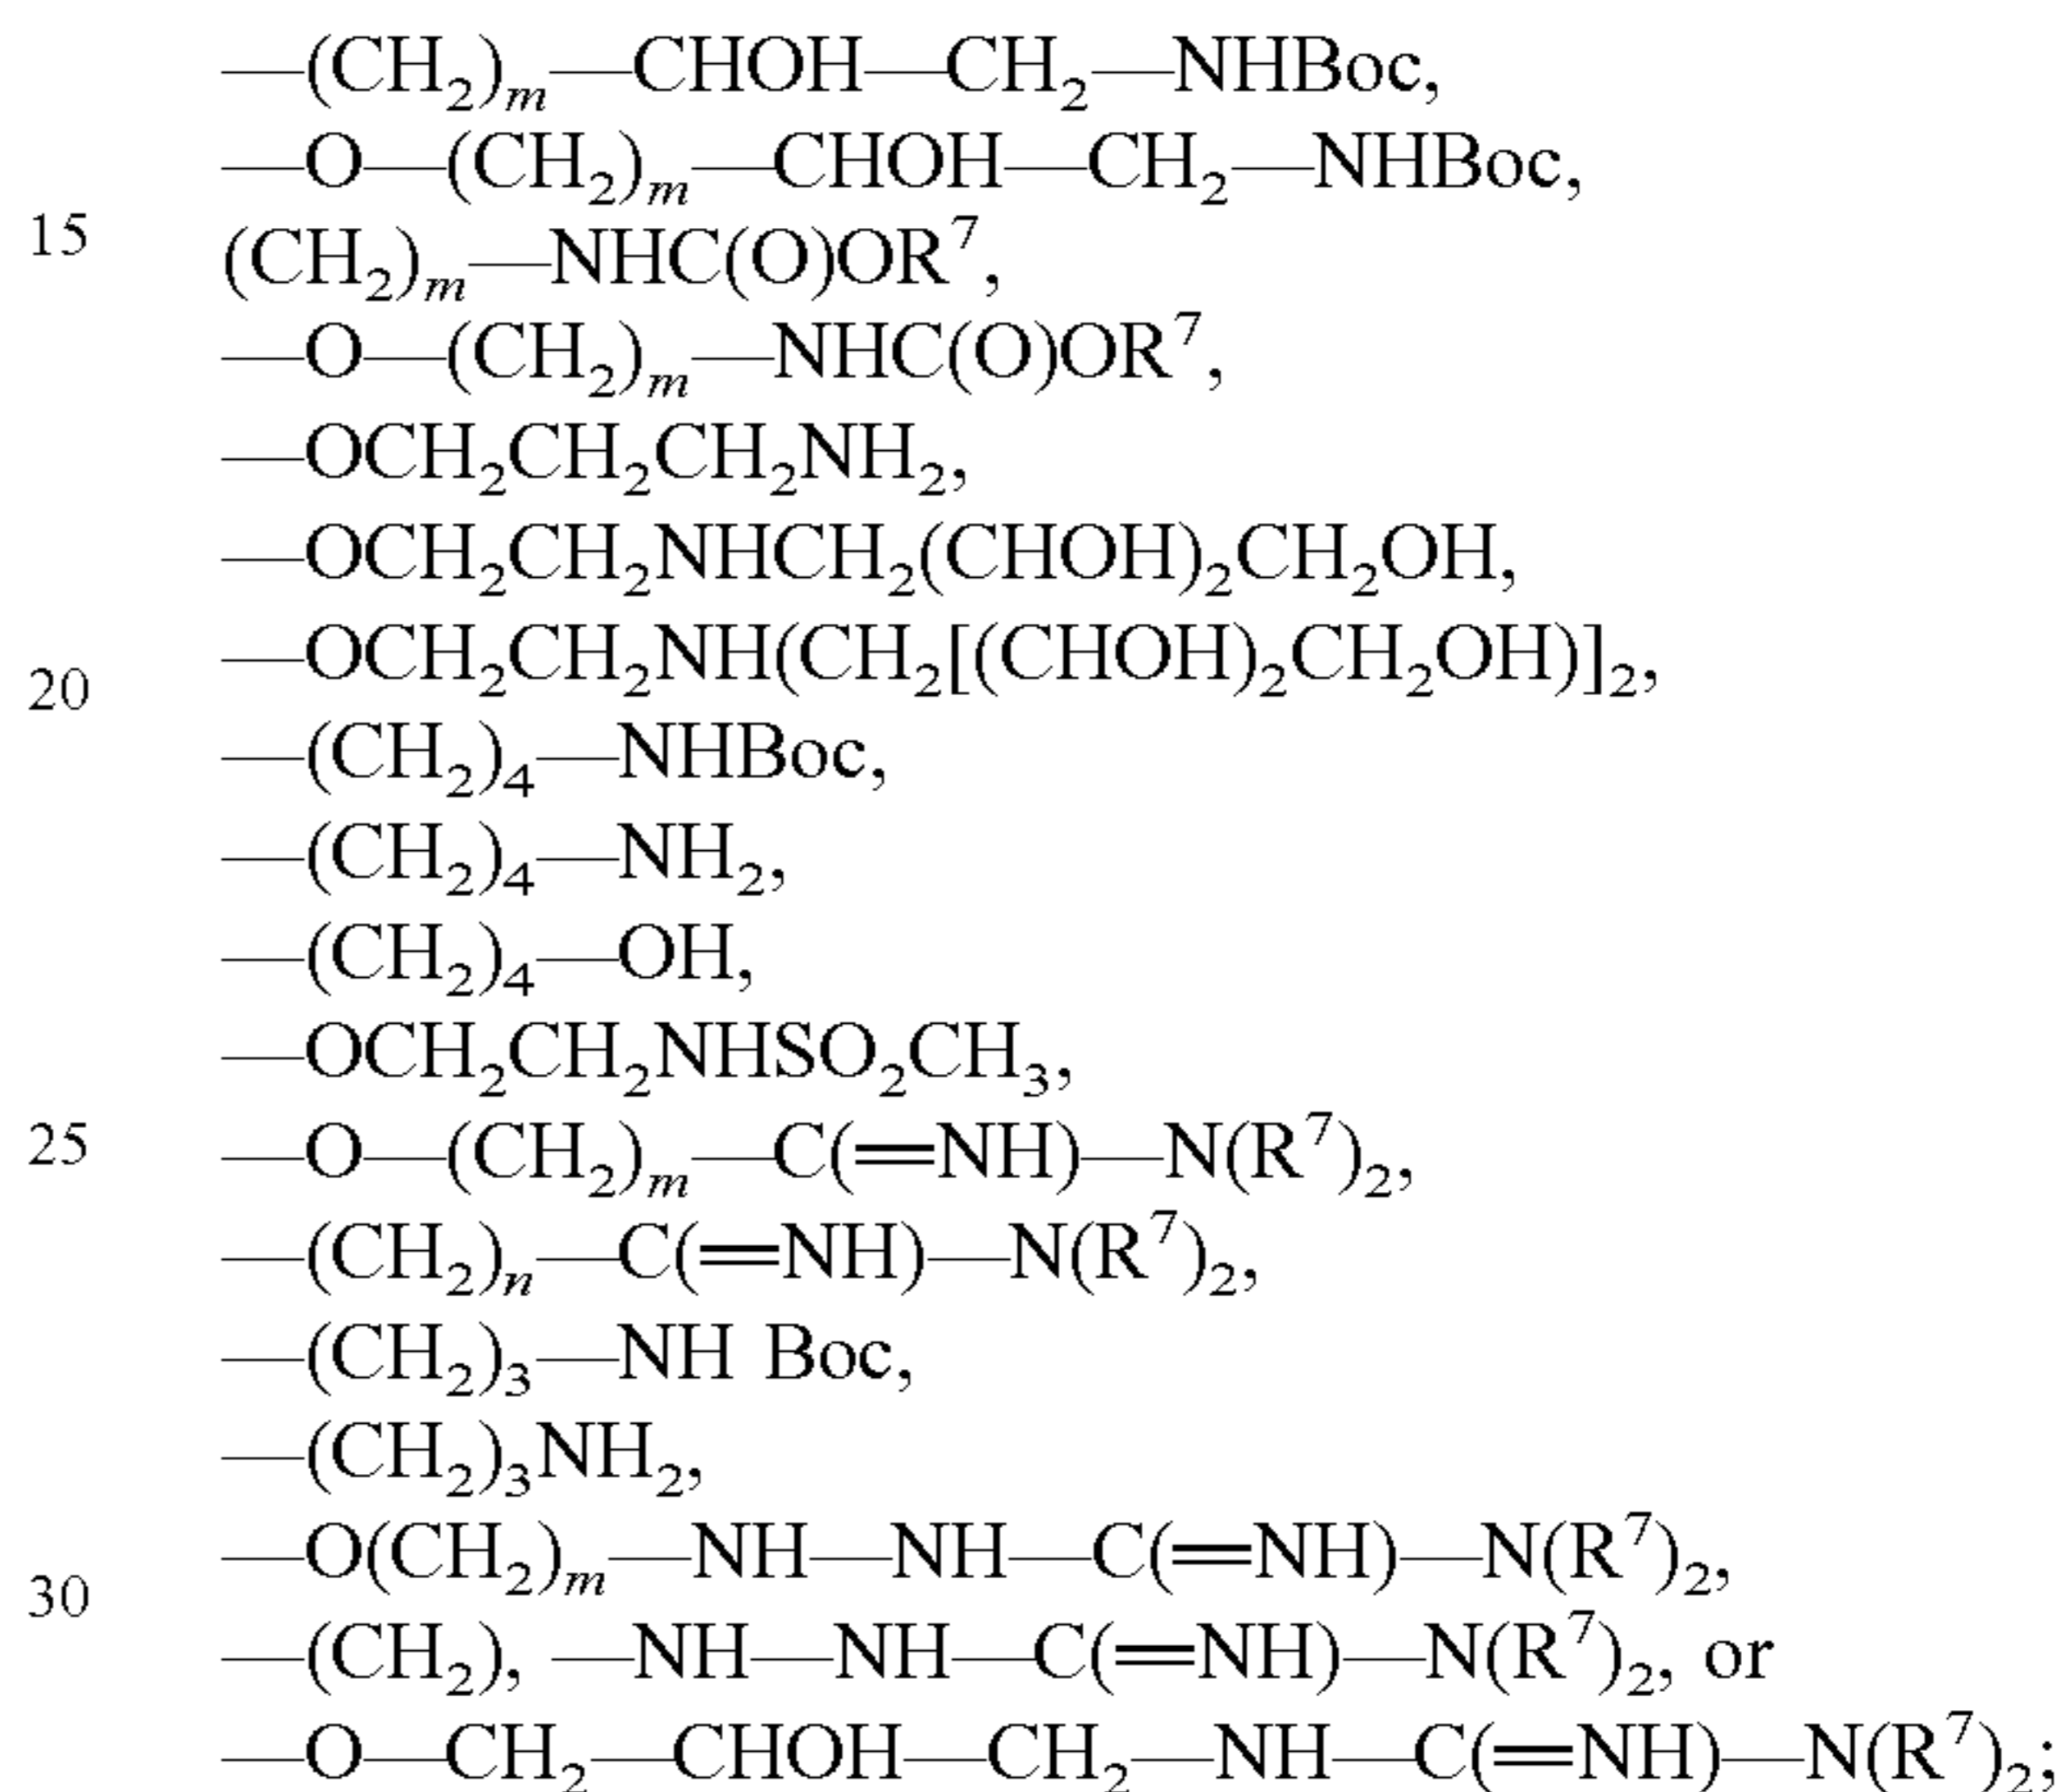 —(CH₂)ₘ—CHOH—CH₂—NHBoc,
—O—(CH₂)ₘ—CHOH—CH₂—NHBoc,
15 (CH₂)ₘ—NHC(O)OR⁷,
—O—(CH₂)ₘ—NHC(O)OR⁷,
—OCH₂CH₂CH₂NH₂,
—OCH₂CH₂NHCH₂(CHOH)₂CH₂OH,
20 —OCH₂CH₂NH(CH₂[(CHOH)₂CH₂OH)]₂,
—(CH₂)₄—NHBoc,
—(CH₂)₄—NH₂,
—(CH₂)₄—OH,
—OCH₂CH₂NHSO₂CH₃,
25 —O—(CH₂)ₘ—C(=NH)—N(R⁷)₂,
—(CH₂)ₙ—C(=NH)—N(R⁷)₂,
—(CH₂)₃—NH Boc,
—(CH₂)₃NH₂,
30 —O(CH₂)ₘ—NH—NH—C(=NH)—N(R⁷)₂,
—(CH₂), —NH—NH—C(=NH)—N(R⁷)₂, or
—O—CH₂—CHOH—CH₂—NH—C(=NH)—N(R⁷)₂;